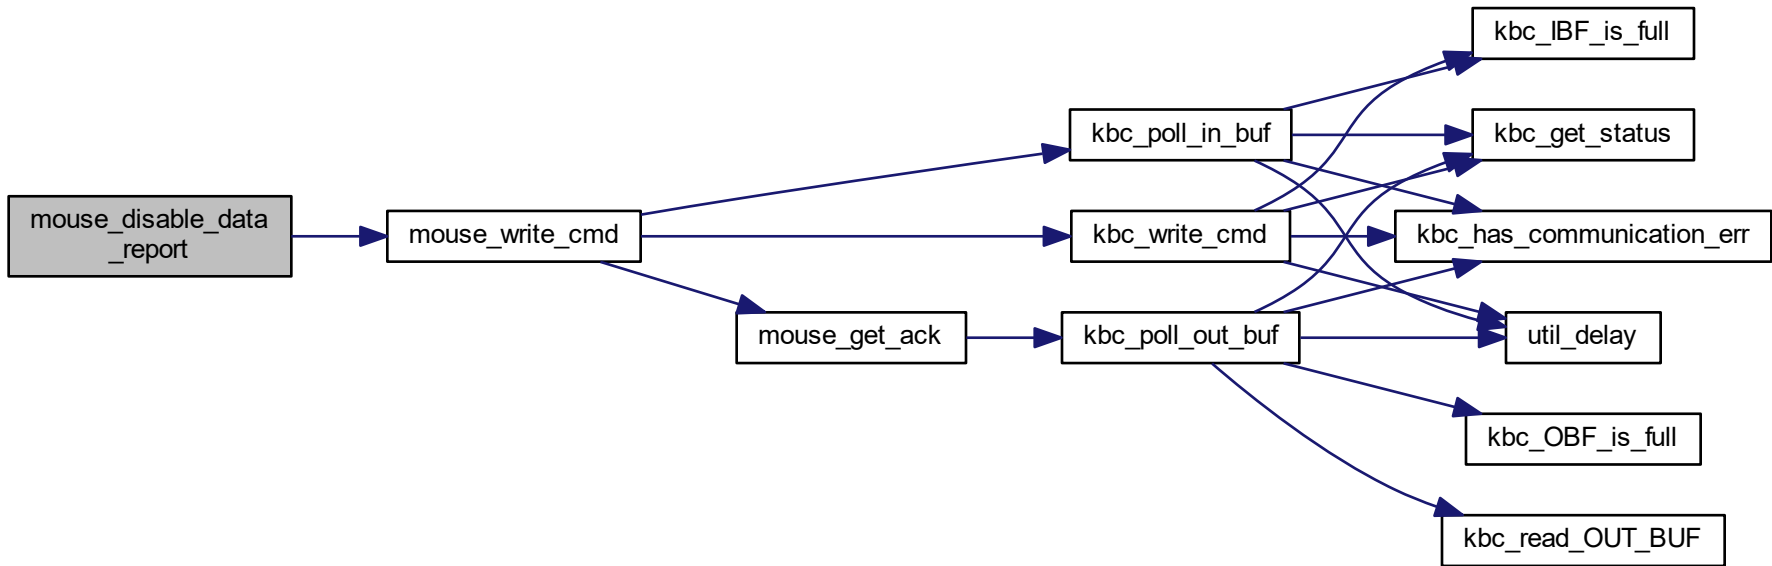 mouse_disable_data
_report
mouse_write_cmd
mouse_get_ack
kbc_poll_in_buf
kbc_write_cmd
kbc_poll_out_buf
kbc_IBF_is_full
kbc_get_status
kbc_has_communication_err
util_delay
kbc_OBF_is_full
kbc_read_OUT_BUF